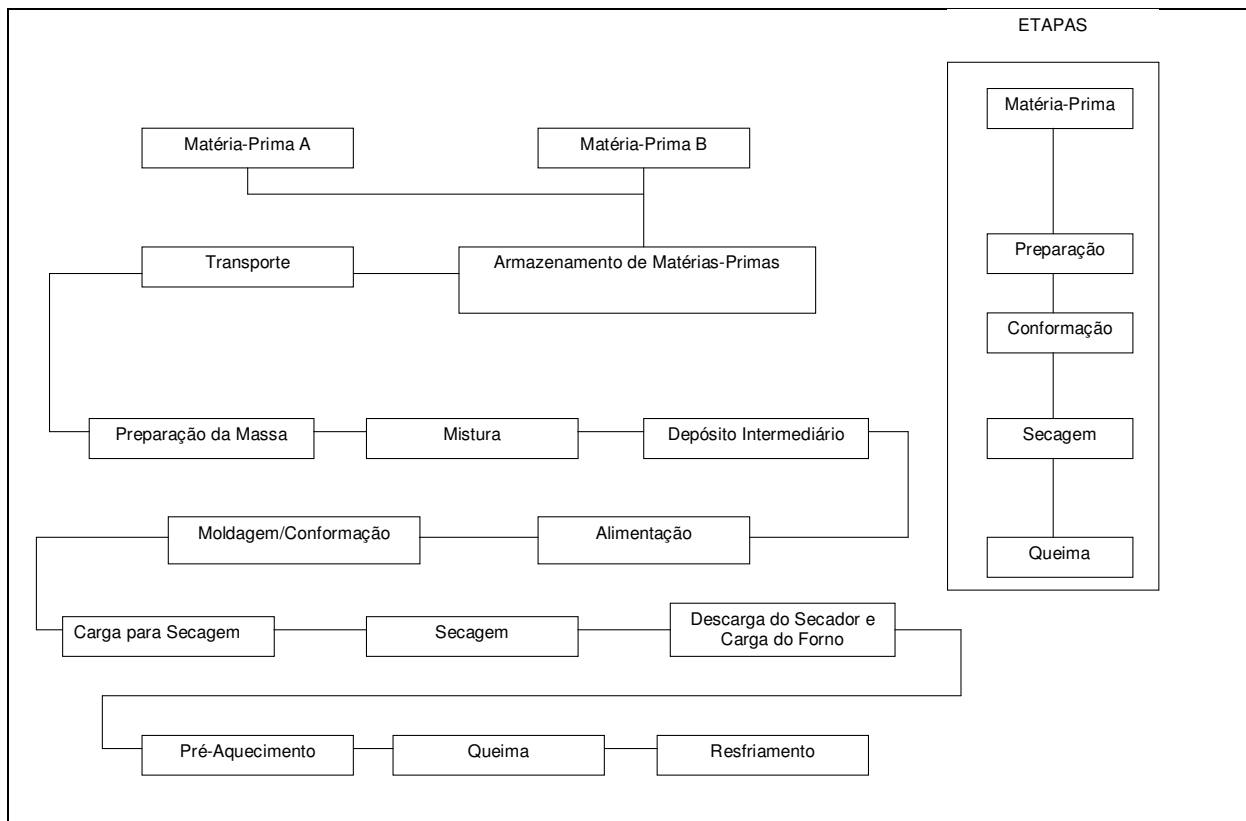 ETAPAS
Matéria-Prima
Preparação
Conformação
Secagem
Queima
Matéria-Prima A
Matéria-Prima B
Transporte
Armazenamento de Matérias-Primas
Preparação da Massa
Mistura
Depósito Intermediário
Moldagem/Conformação
Alimentação
Carga para Secagem
Secagem
Descarga do Secador e
Carga do Forno
Pré-Aquecimento
Queima
Resfriamento